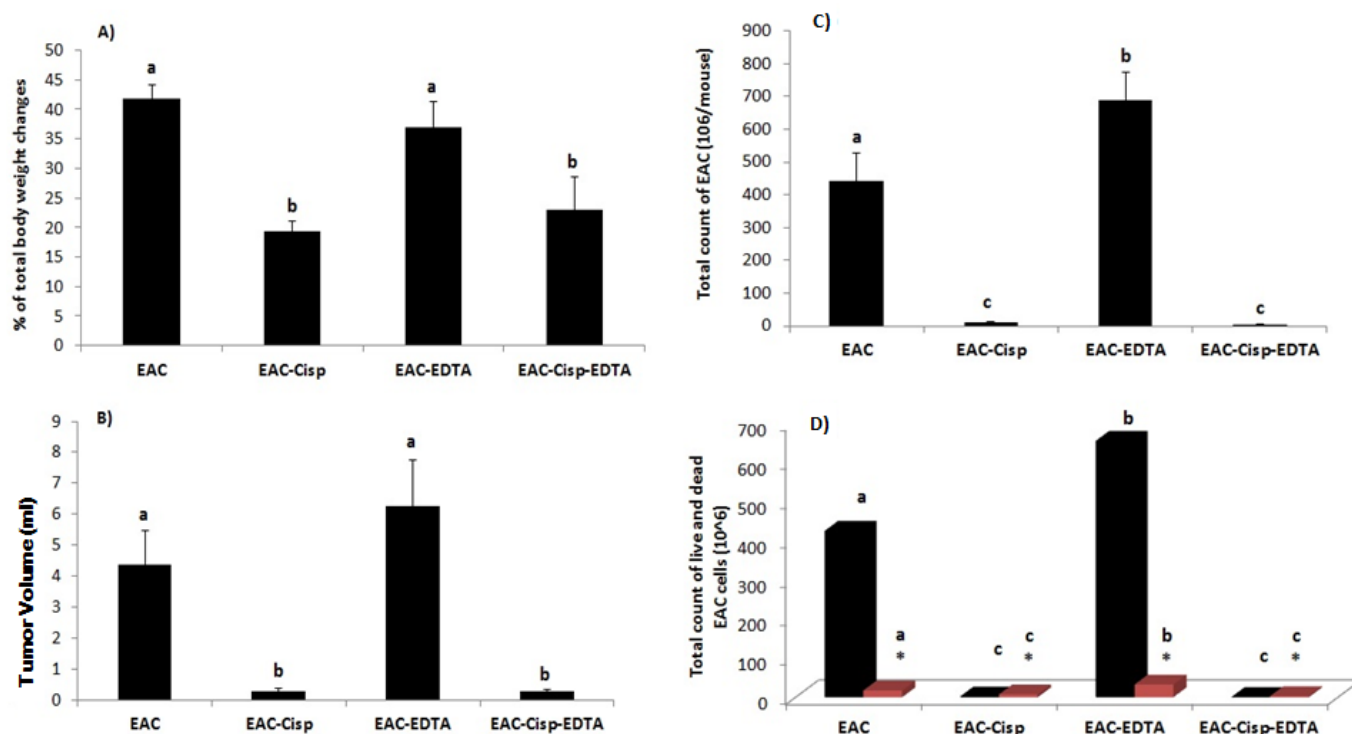 A)
% of total body weight changes
50
45
40
35
30
25
20
15
10
5
0
a
b
a
b
EAC
EAC-Cisp
EAC-EDTA
EAC-Cisp-EDTA
B)
Tumor Volume (ml)
9
8
7
6
5
4
3
2
1
0
a
b
a
b
EAC
EAC-Cisp
EAC-EDTA
EAC-Cisp-EDTA
C)
Total count of EAC (106/mouse)
900
800
700
600
500
400
300
200
100
0
a
c
b
c
EAC
EAC-Cisp
EAC-EDTA
EAC-Cisp-EDTA
D)
Total count of live and dead
EAC cells (10^6)
700
600
500
400
300
200
100
0
a
a
*
c
c
*
b
b
*
c
c
*
EAC
EAC-Cisp
EAC-EDTA
EAC-Cisp-EDTA